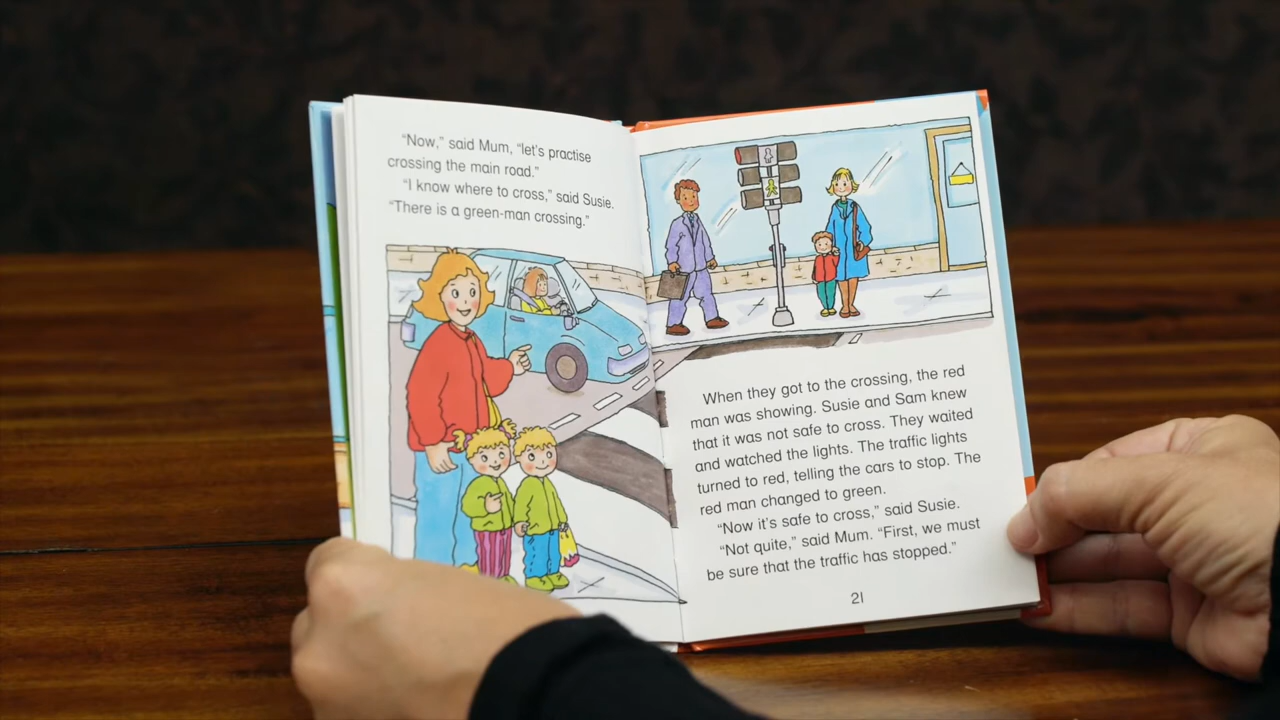 “Now,” said Mum, “let’s practise
crossing the main road.”
“I know where to cross,” said Susie.
“There is a green-man crossing.”
When they got to the crossing, the red
man was showing. Susie and Sam knew
that it was not safe to cross. They waited
and watched the lights. The traffic lights
turned to red, telling the cars to stop. The
red man changed to green.
“Now it’s safe to cross,” said Susie.
“Not quite,” said Mum. “First, we must
be sure that the traffic has stopped.”
21